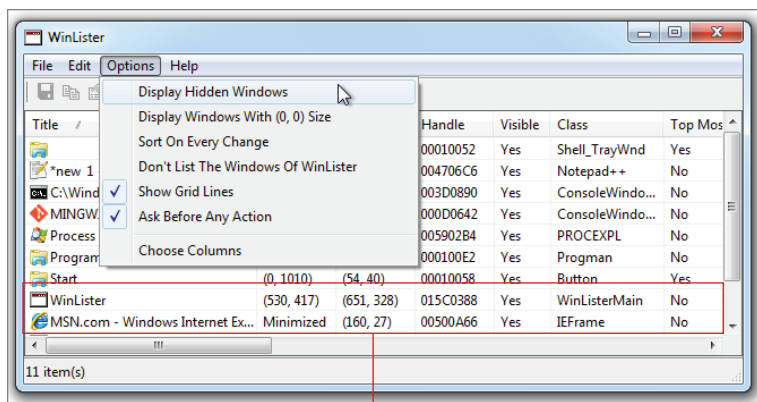 WinLister
File Edit Options Help
Display Hidden Windows
Display Windows With (0, 0) Size
Sort On Every Change
Don't List The Windows Of WinLister
Show Grid Lines
Ask Before Any Action
Choose Columns
Title / Handle Visible Class Top Mos
00010052 Yes Shell_TrayWnd Yes
*new 1 004706C6 Yes Notepad++ No
C:\Wind 003D0890 Yes ConsoleWindo... No
MINGW 000D0642 Yes ConsoleWindo... No
Process 005902B4 Yes PROCEXPL No
Program 000100E2 Yes Progman No
Start (0, 1010) (54, 40) 00010058 Yes Button Yes
WinLister (530, 417) (651, 328) 015C0388 Yes WinListerMain No
MSN.com - Windows Internet Ex... Minimized (160, 27) 00500A66 Yes IEFrame No
11 item(s)